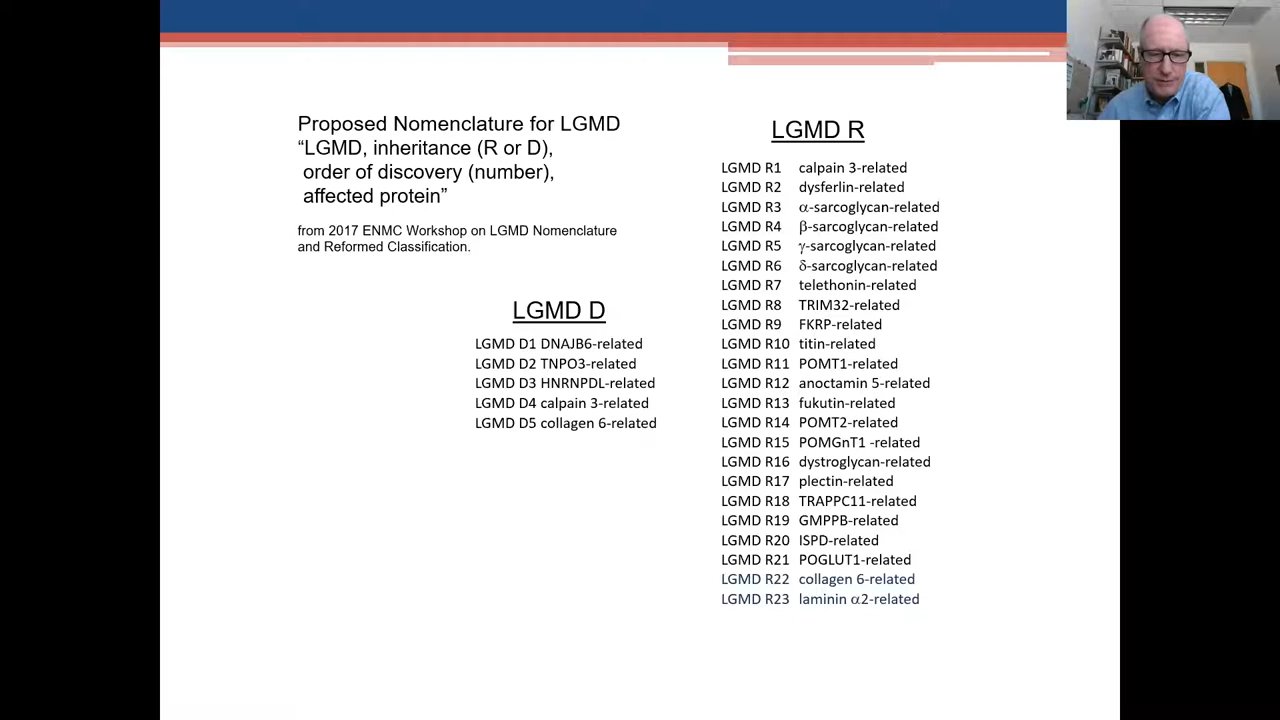 Proposed Nomenclature for LGMD
“LGMD, inheritance (R or D),
order of discovery (number),
affected protein”
from 2017 ENMC Workshop on LGMD Nomenclature
and Reformed Classification.
LGMD D
LGMD D1 DNAJB6-related
LGMD D2 TNPO3-related
LGMD D3 HNRNPDL-related
LGMD D4 calpain 3-related
LGMD D5 collagen 6-related
LGMD R
LGMD R1 calpain 3-related
LGMD R2 dysferlin-related
LGMD R3 α-sarcoglycan-related
LGMD R4 β-sarcoglycan-related
LGMD R5 γ-sarcoglycan-related
LGMD R6 δ-sarcoglycan-related
LGMD R7 telethonin-related
LGMD R8 TRIM32-related
LGMD R9 FKRP-related
LGMD R10 titin-related
LGMD R11 POMT1-related
LGMD R12 anoctamin 5-related
LGMD R13 fukutin-related
LGMD R14 POMT2-related
LGMD R15 POMGnT1 -related
LGMD R16 dystroglycan-related
LGMD R17 plectin-related
LGMD R18 TRAPPC11-related
LGMD R19 GMPPB-related
LGMD R20 ISPD-related
LGMD R21 POGLUT1-related
LGMD R22 collagen 6-related
LGMD R23 laminin α2-related